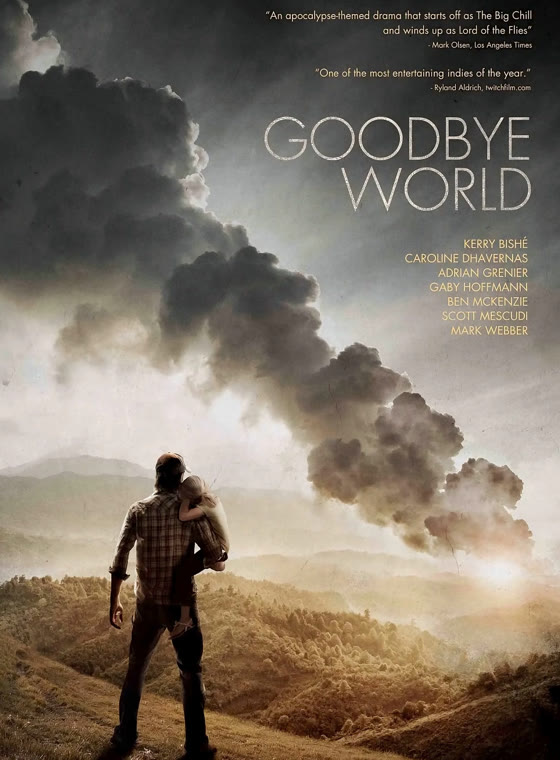 “An apocalypse-themed drama that starts off as The Big Chill
and winds up as Lord of the Flies”
- Mark Olsen, Los Angeles Times
“One of the most entertaining indies of the year.”
- Ryland Aldrich, twitchfilm.com
GOODBYE
WORLD
KERRY BISHÉ
CAROLINE DHAVERNAS
ADRIAN GRENIER
GABY HOFFMANN
BEN MCKENZIE
SCOTT MESCUDI
MARK WEBBER